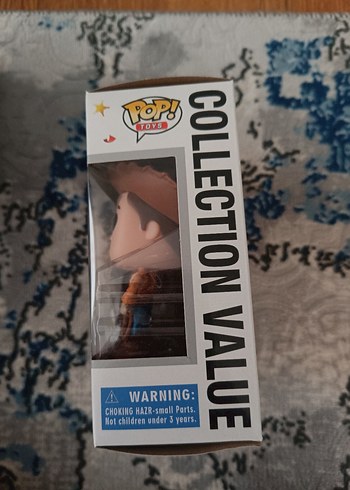 POP!
TOYS
COLLECTION VALUE
WARNING:
CHOKING HAZR-small Parts.
Not children under 3 years.